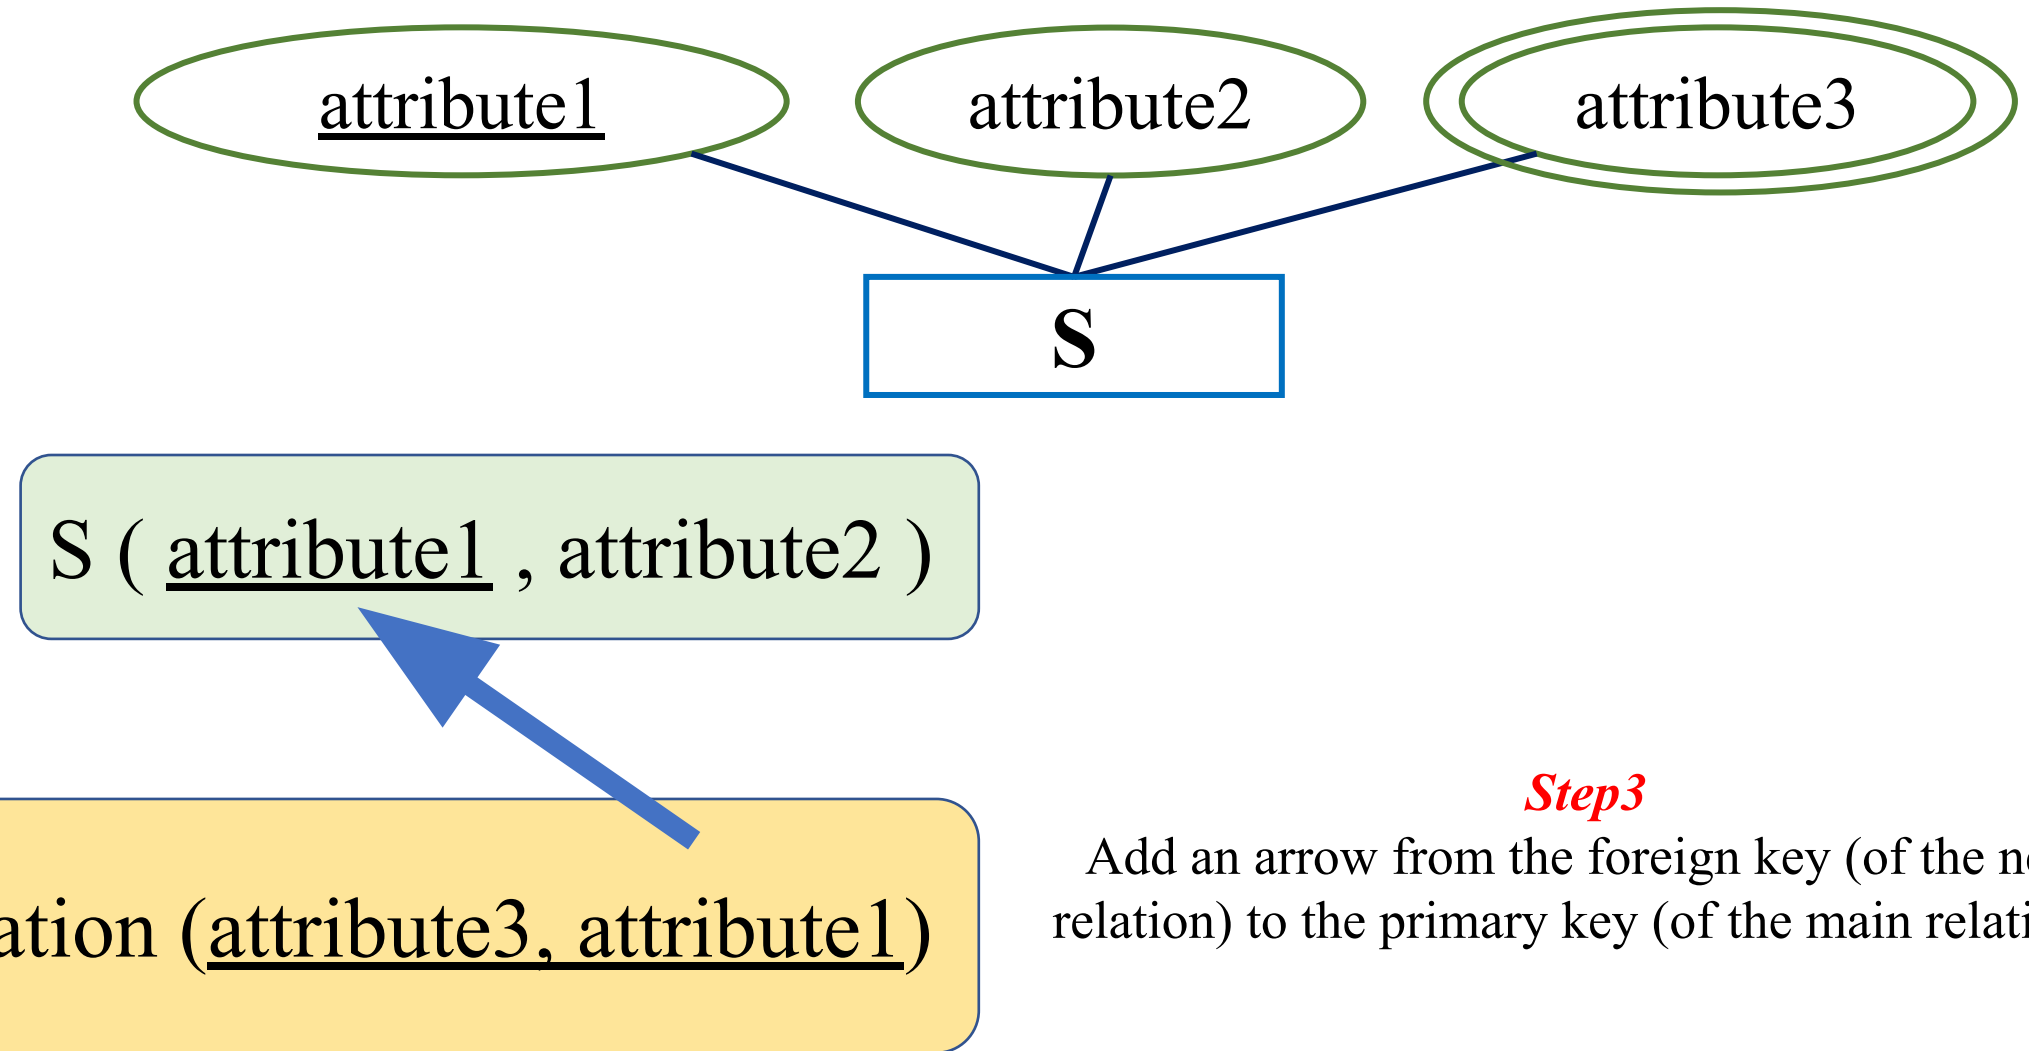 attribute1 attribute2 attribute3
S
S ( attribute1 , attribute2 )
ation (attribute3, attribute1)
Step3
Add an arrow from the foreign key (of the
relation) to the primary key (of the main